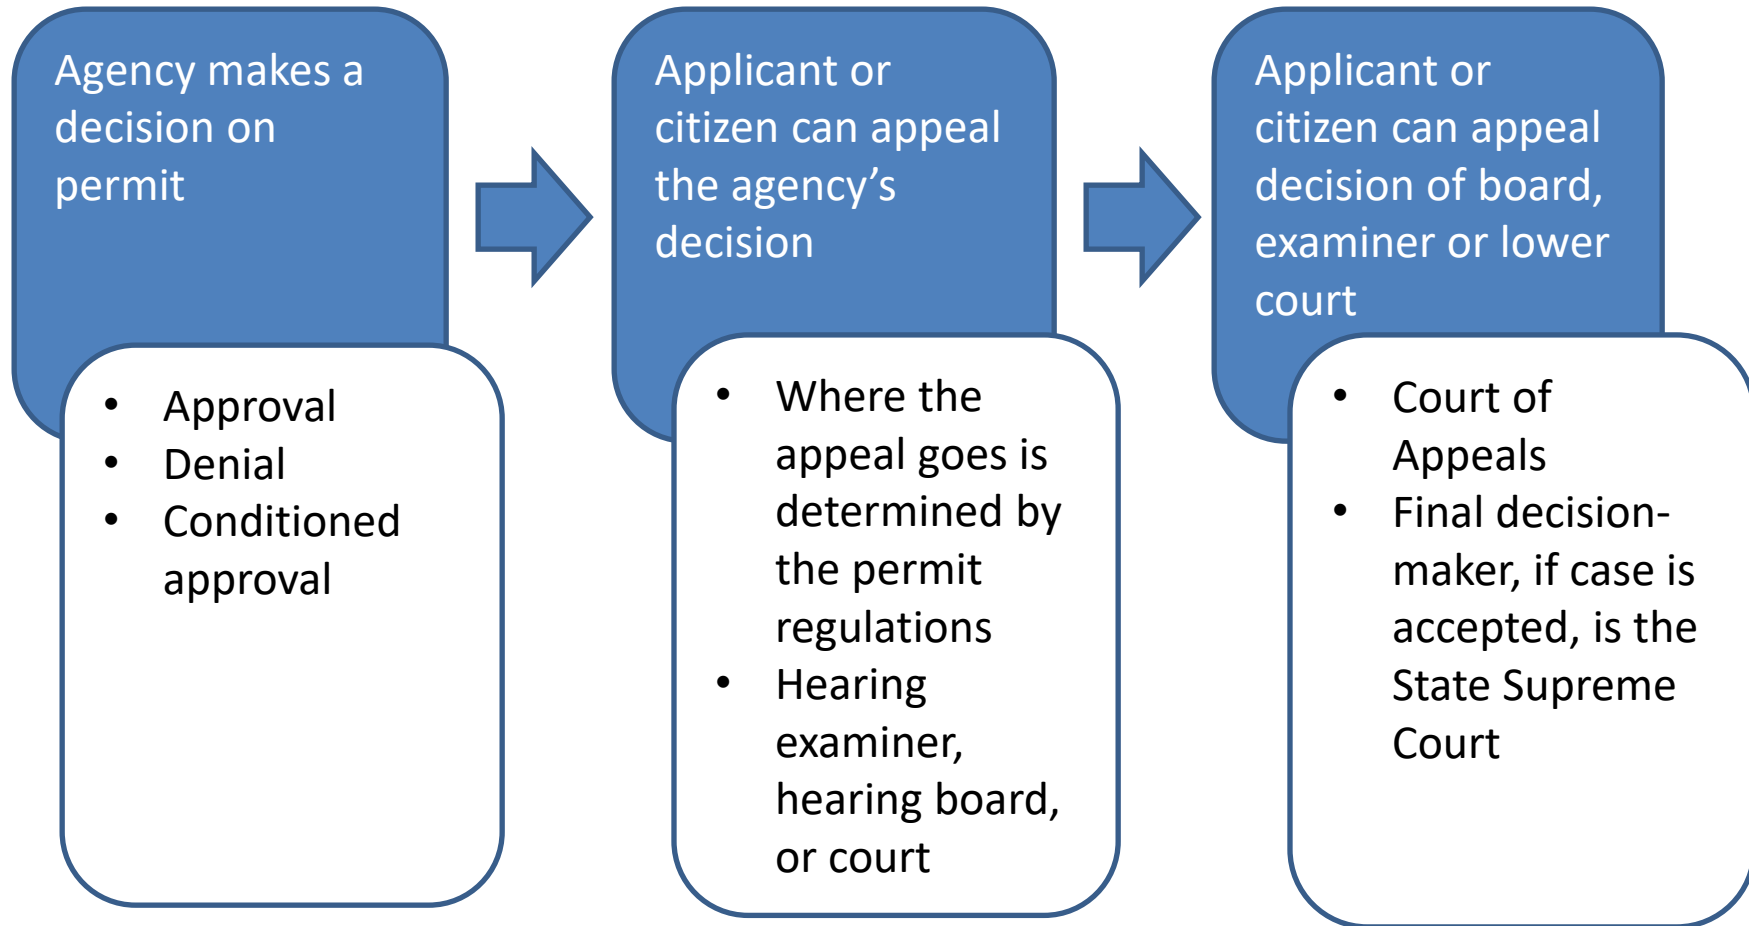 Agency makes a
decision on
permit
• Approval
• Denial
• Conditioned
approval
Applicant or
citizen can appeal
the agency’s
decision
• Where the
appeal goes is
determined by
the permit
regulations
• Hearing
examiner,
hearing board,
or court
Applicant or
citizen can appeal
decision of board,
examiner or lower
court
• Court of
Appeals
• Final decision-
maker, if case is
accepted, is the
State Supreme
Court